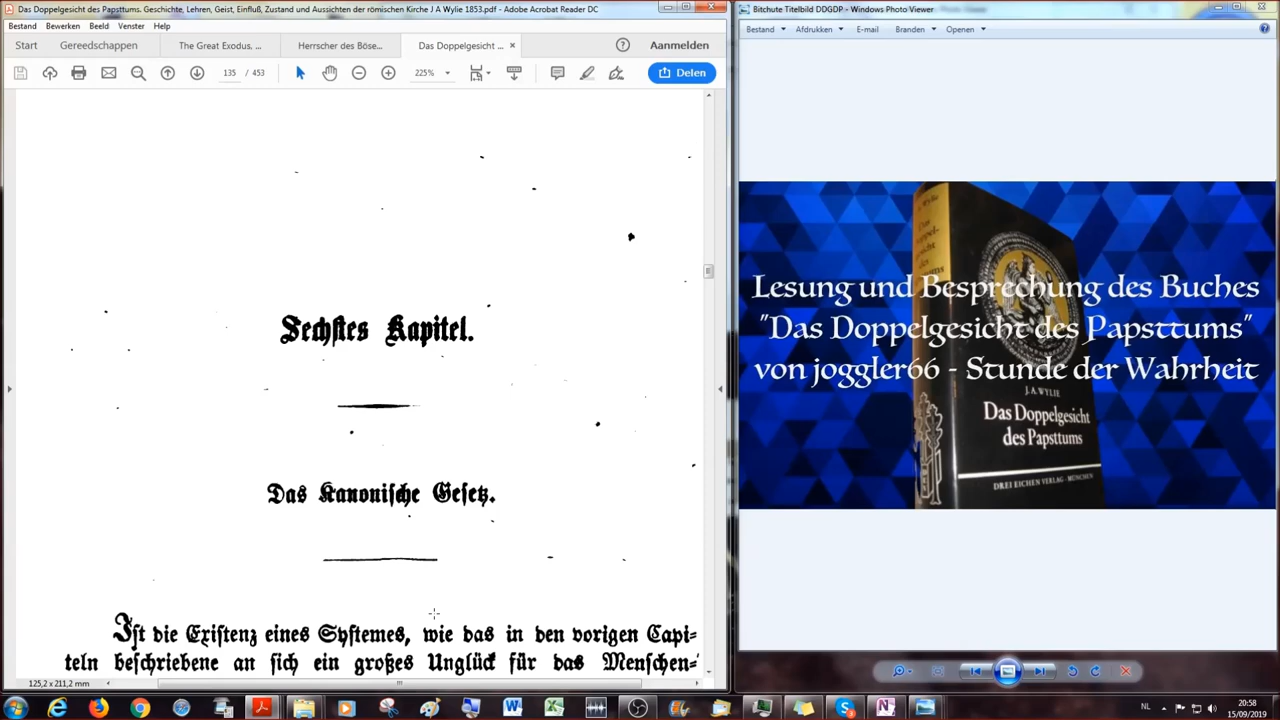 Das Doppelgesicht des Papsttums. Geschichte, Lehren, Geist, Einfluß, Zustand und Aussichten der römischen Kirche J A Wylie 1853.pdf - Adobe Acrobat Reader DC
Bestand Bewerken Beeld Venster Help
Start Gereedschappen The Great Exodus, ... Herrscher des Böse... Das Doppelgesicht ... × Aanmelden
135 / 453 225% Delen
Sechstes Kapitel.
Das Kanonische Gesetz.
Ist die Existenz eines Systemes, wie das in den vorigen Capi-
teln beschriebene an sich ein großes Unglück für das Menschen-
125,2 x 211,2 mm
Bitchute Titelbild DDGDP - Windows Photo Viewer
Bestand Afdrukken E-mail Branden Openen
Lesung und Besprechung des Buches
"Das Doppelgesicht des Papsttums"
von joggler66 - Stunde der Wahrheit
J.A.WYLIE
Das Doppelgesicht
des Papsttums
DREI EICHEN VERLAG · MÜNCHEN
NL 20:58
15/09/2019